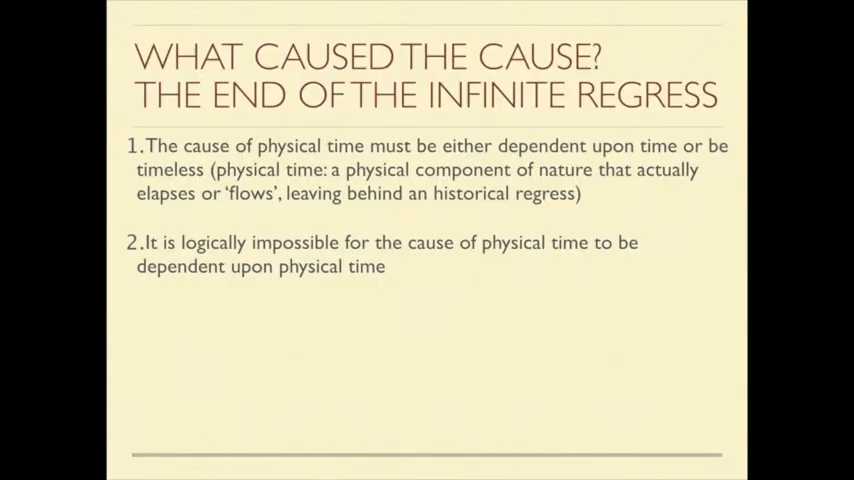 WHAT CAUSED THE CAUSE?
THE END OF THE INFINITE REGRESS
1. The cause of physical time must be either dependent upon time or be
timeless (physical time: a physical component of nature that actually
elapses or ‘flows’, leaving behind an historical regress)
2. It is logically impossible for the cause of physical time to be
dependent upon physical time